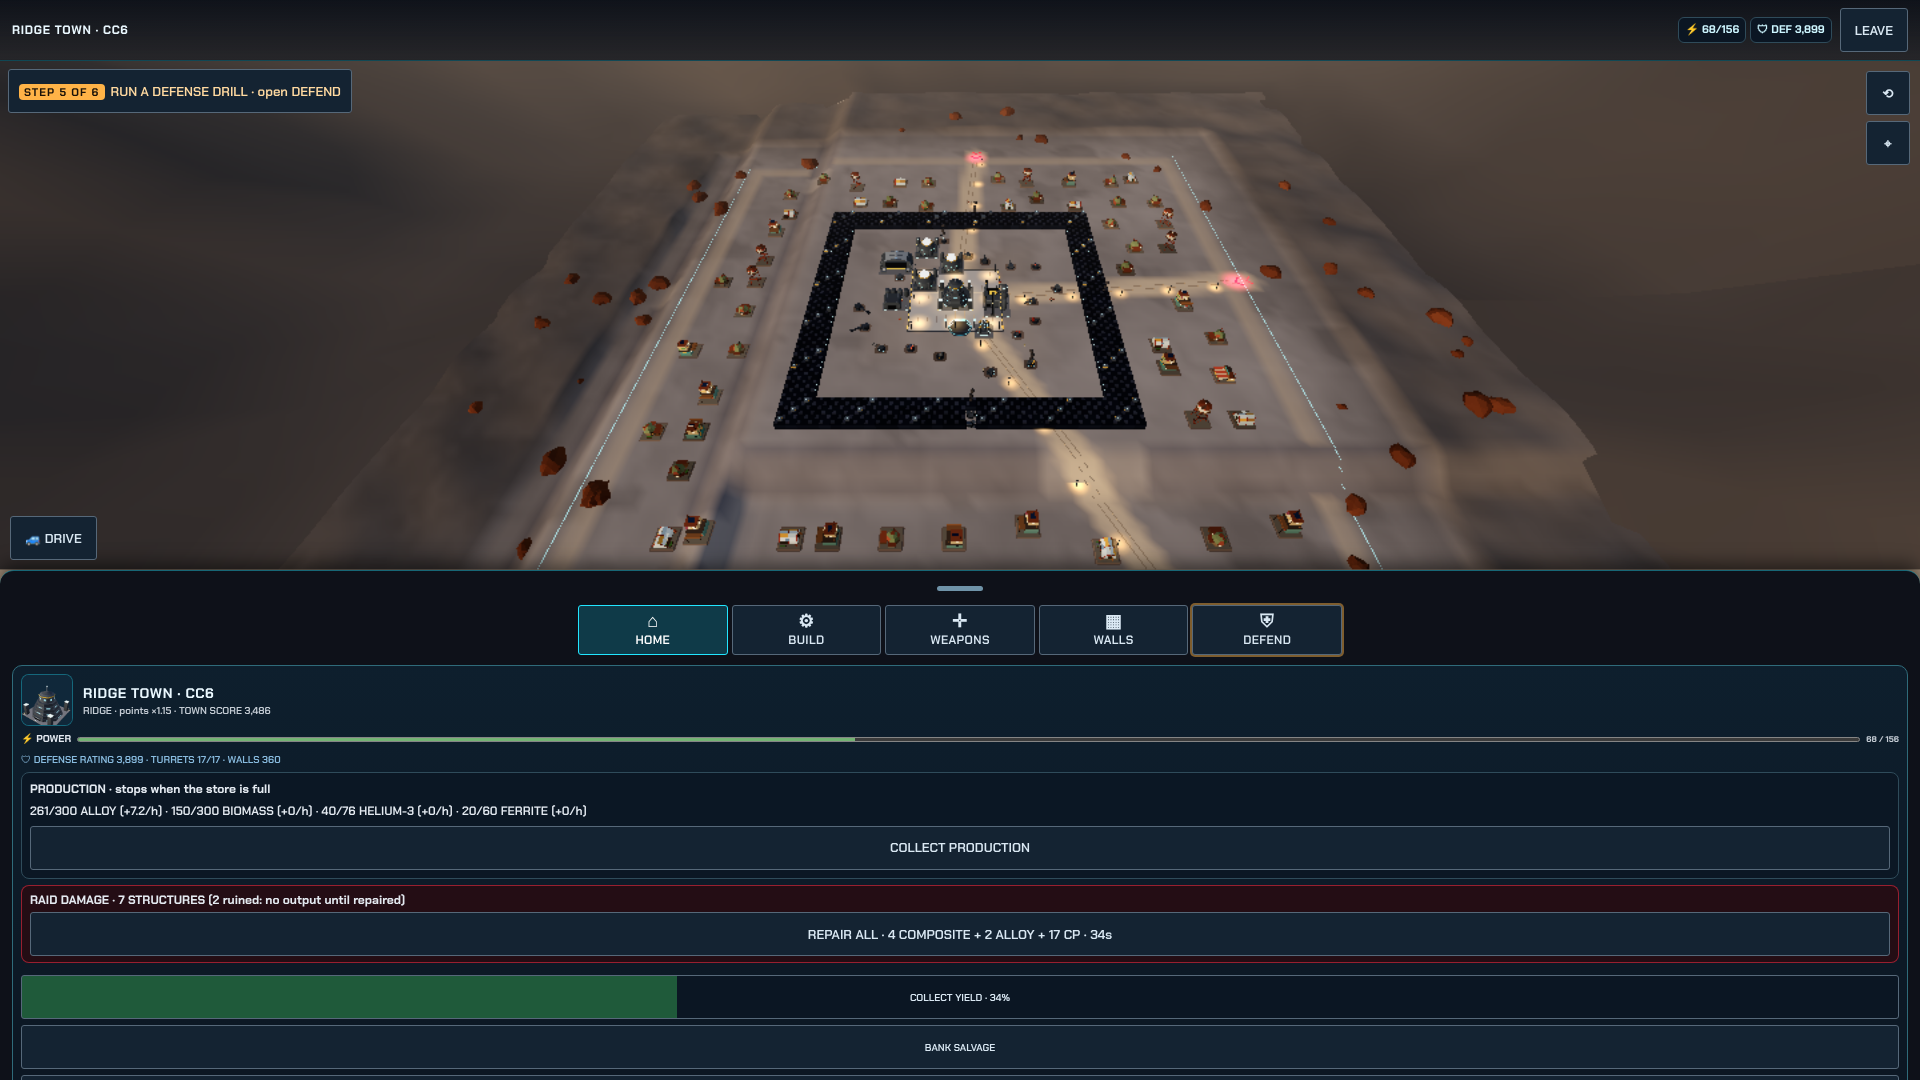 RIDGE TOWN · CC6
⚡ 68/156
🛡 DEF 3,899
LEAVE
STEP 5 OF 6 RUN A DEFENSE DRILL · open DEFEND
DRIVE
HOME
BUILD
WEAPONS
WALLS
DEFEND
RIDGE TOWN · CC6
RIDGE · points ×1.15 · TOWN SCORE 3,486
⚡ POWER
68 / 156
🛡 DEFENSE RATING 3,899 · TURRETS 17/17 · WALLS 360
PRODUCTION · stops when the store is full
261/300 ALLOY (+7.2/h) · 150/300 BIOMASS (+0/h) · 40/76 HELIUM-3 (+0/h) · 20/60 FERRITE (+0/h)
COLLECT PRODUCTION
RAID DAMAGE · 7 STRUCTURES (2 ruined: no output until repaired)
REPAIR ALL · 4 COMPOSITE + 2 ALLOY + 17 CP · 34s
COLLECT YIELD · 34%
BANK SALVAGE